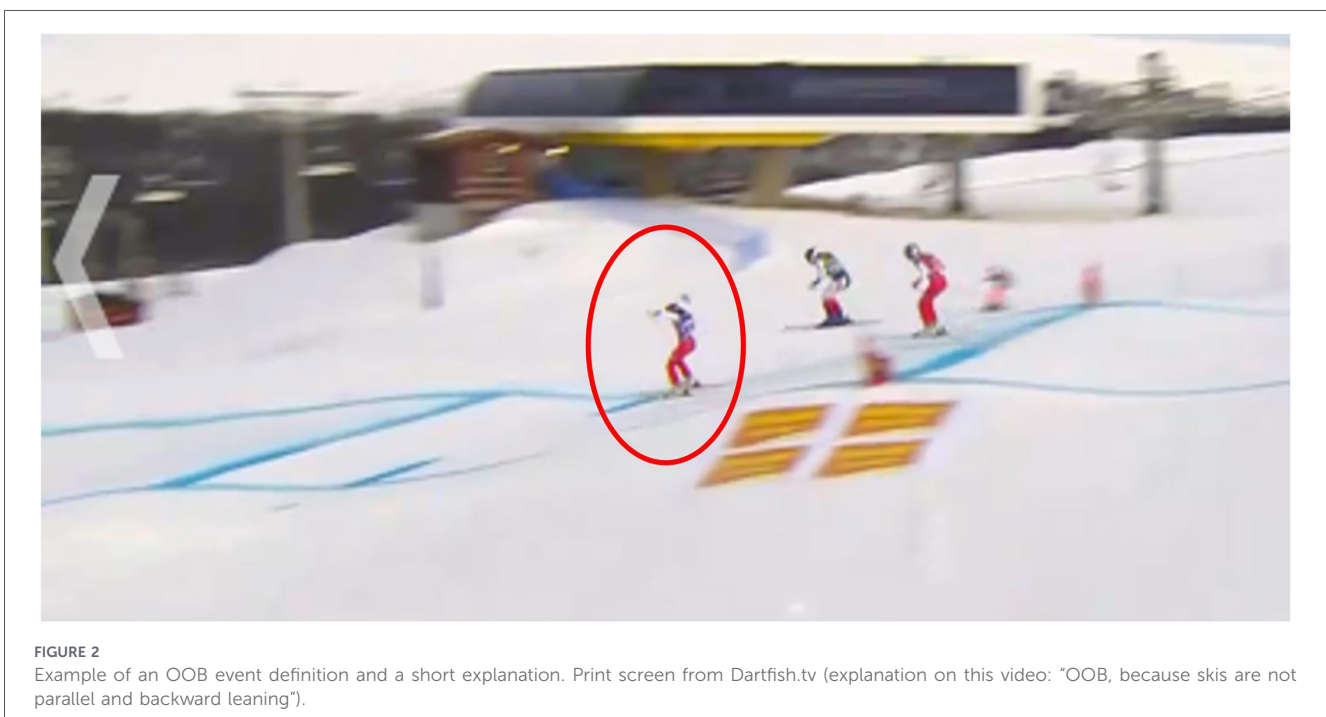 FIGURE 2
Example of an OOB event definition and a short explanation. Print screen from Dartfish.tv (explanation on this video: “OOB, because skis are not
parallel and backward leaning”).